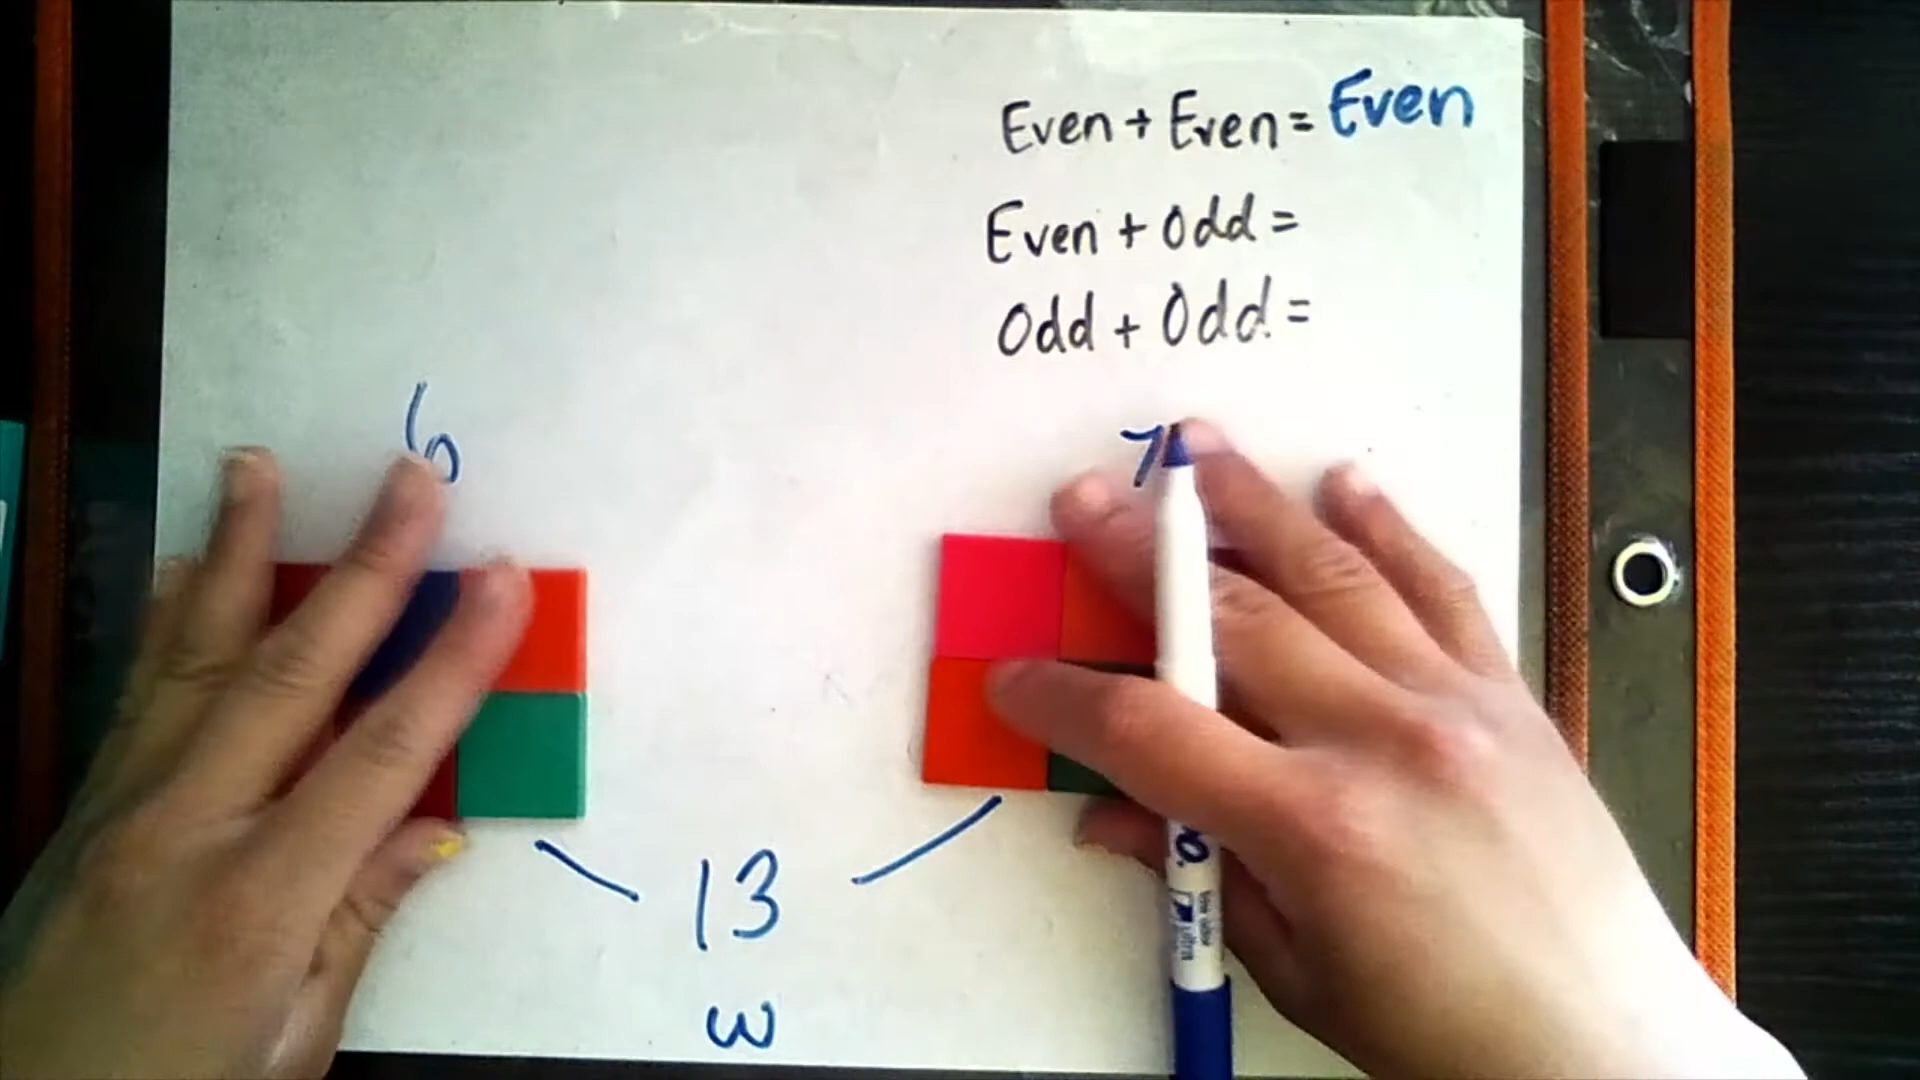 Even + Even = Even
Even + Odd =
Odd + Odd =
6
7
13
ω